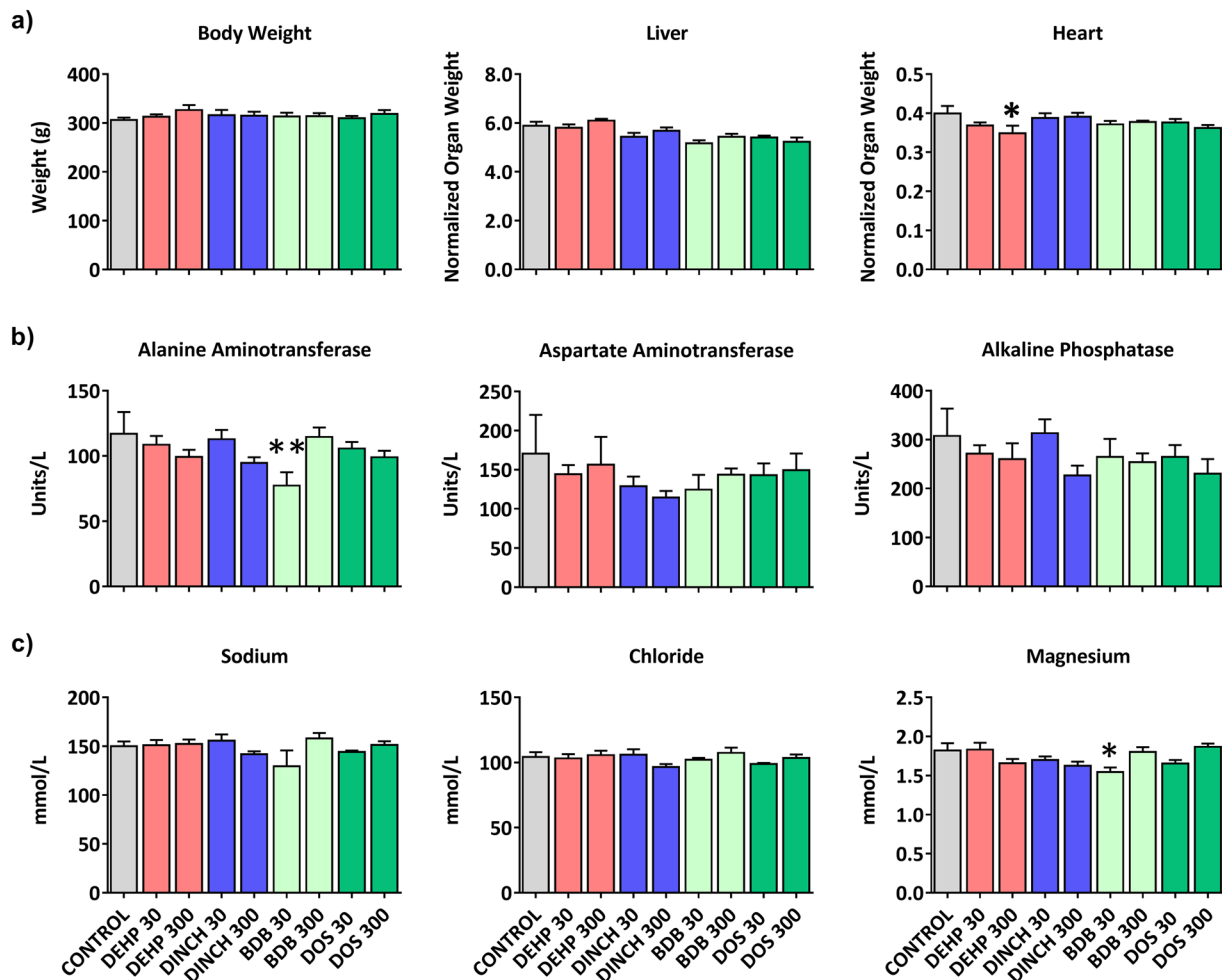 a)
Body Weight
Liver
Heart
Weight (g)
400
300
200
100
0
Normalized Organ Weight
8.0
6.0
4.0
2.0
0.0
Normalized Organ Weight
0.5
0.4
0.3
0.2
0.1
0.0
*
b)
Alanine Aminotransferase
Aspartate Aminotransferase
Alkaline Phosphatase
Units/L
150
100
50
0
**
Units/L
250
200
150
100
50
0
Units/L
400
300
200
100
0
c)
Sodium
Chloride
Magnesium
mmol/L
200
150
100
50
0
mmol/L
150
100
50
0
mmol/L
2.5
2.0
1.5
1.0
0.5
0.0
*
CONTROL
DEHP 30
DEHP 300
DINCH 30
DINCH 300
BDB 30
BDB 300
DOS 30
DOS 300
CONTROL
DEHP 30
DEHP 300
DINCH 30
DINCH 300
BDB 30
BDB 300
DOS 30
DOS 300
CONTROL
DEHP 30
DEHP 300
DINCH 30
DINCH 300
BDB 30
BDB 300
DOS 30
DOS 300